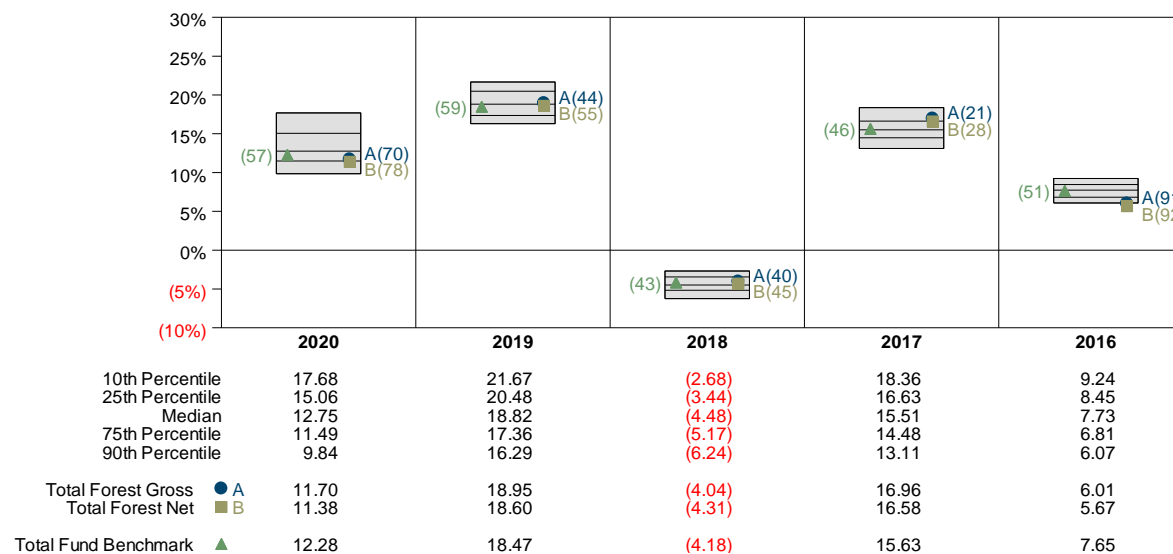 30%
25%
20%
15%
10%
5%
0%
(5%)
(10%)
(57) A(70)
B(78)
(59) A(44)
B(55)
(43) A(40)
B(45)
(46) A(21)
B(28)
(51) A(91
B(92
2020 2019 2018 2017 2016
10th Percentile 17.68 21.67 (2.68) 18.36 9.24
25th Percentile 15.06 20.48 (3.44) 16.63 8.45
Median 12.75 18.82 (4.48) 15.51 7.73
75th Percentile 11.49 17.36 (5.17) 14.48 6.81
90th Percentile 9.84 16.29 (6.24) 13.11 6.07
Total Forest Gross A 11.70 18.95 (4.04) 16.96 6.01
Total Forest Net B 11.38 18.60 (4.31) 16.58 5.67
Total Fund Benchmark 12.28 18.47 (4.18) 15.63 7.65